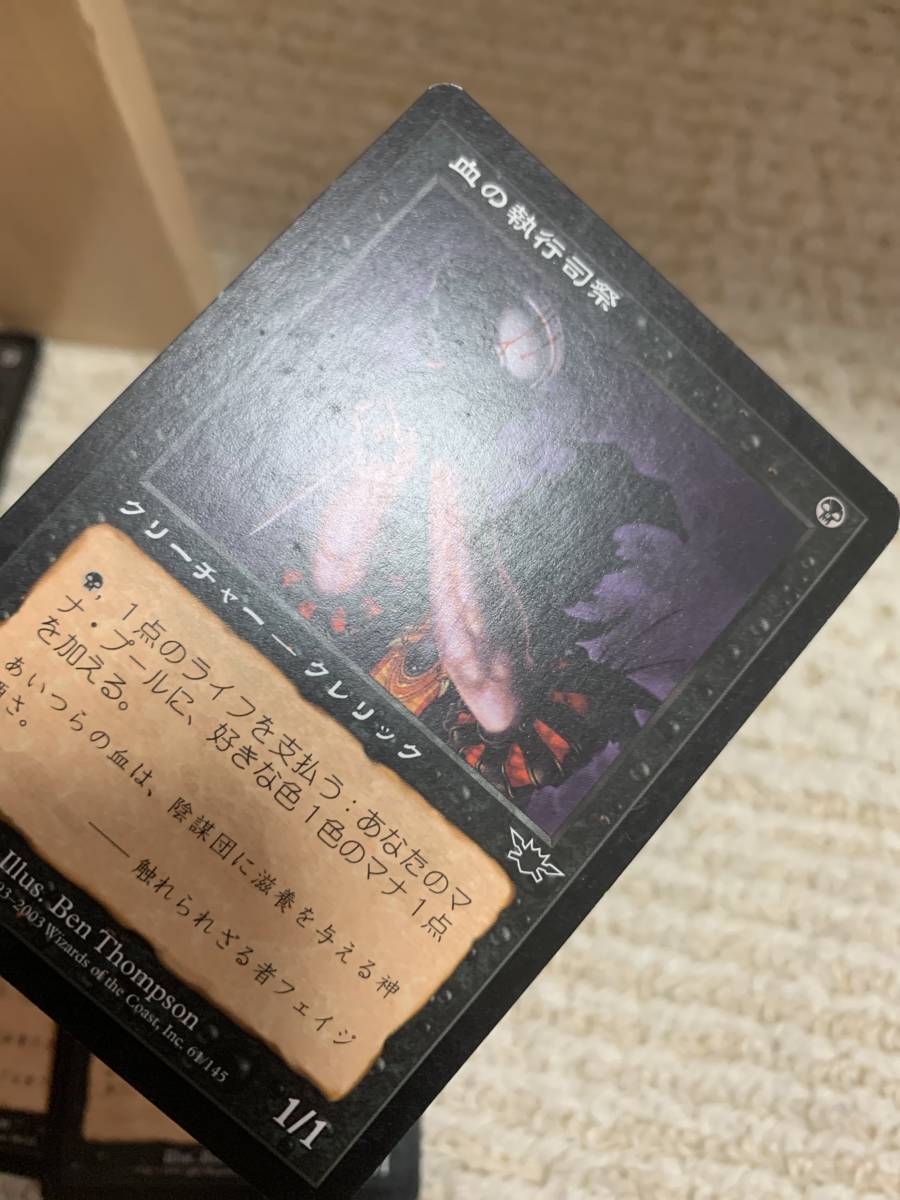 血の執行司祭
クリーチャー ― クレリック
, 1点のライフを支払う：あなたのマ
ナ・プールに、好きな色1色のマナ1点
を加える。
あいつらの血は、陰謀団に滋養を与える神
さ。
―― 触れられざる者フェイジ
Illus. Ben Thompson
93-2003 Wizards of the Coast, Inc. 61/145
1/1